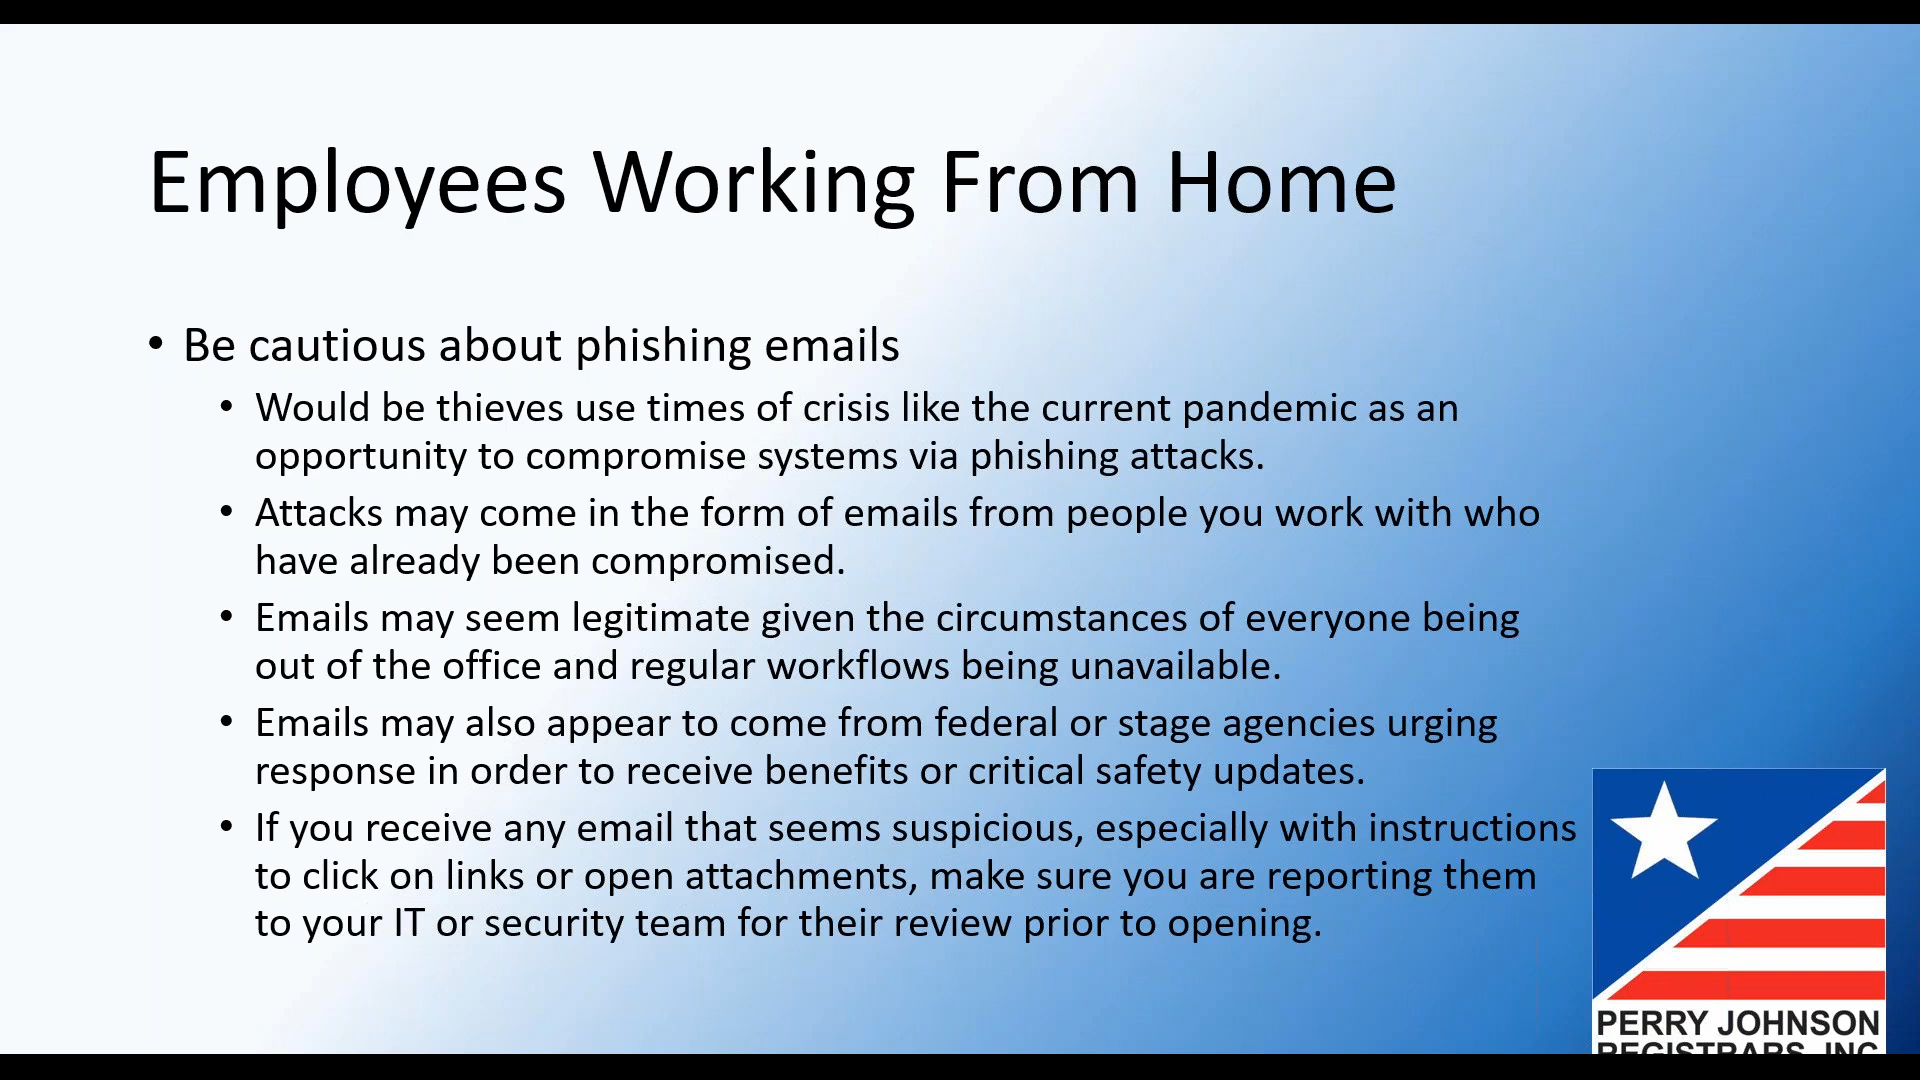 Employees Working From Home
• Be cautious about phishing emails
• Would be thieves use times of crisis like the current pandemic as an
opportunity to compromise systems via phishing attacks.
• Attacks may come in the form of emails from people you work with who
have already been compromised.
• Emails may seem legitimate given the circumstances of everyone being
out of the office and regular workflows being unavailable.
• Emails may also appear to come from federal or stage agencies urging
response in order to receive benefits or critical safety updates.
• If you receive any email that seems suspicious, especially with instructions
to click on links or open attachments, make sure you are reporting them
to your IT or security team for their review prior to opening.
PERRY JOHNSON
REGISTRARS, INC